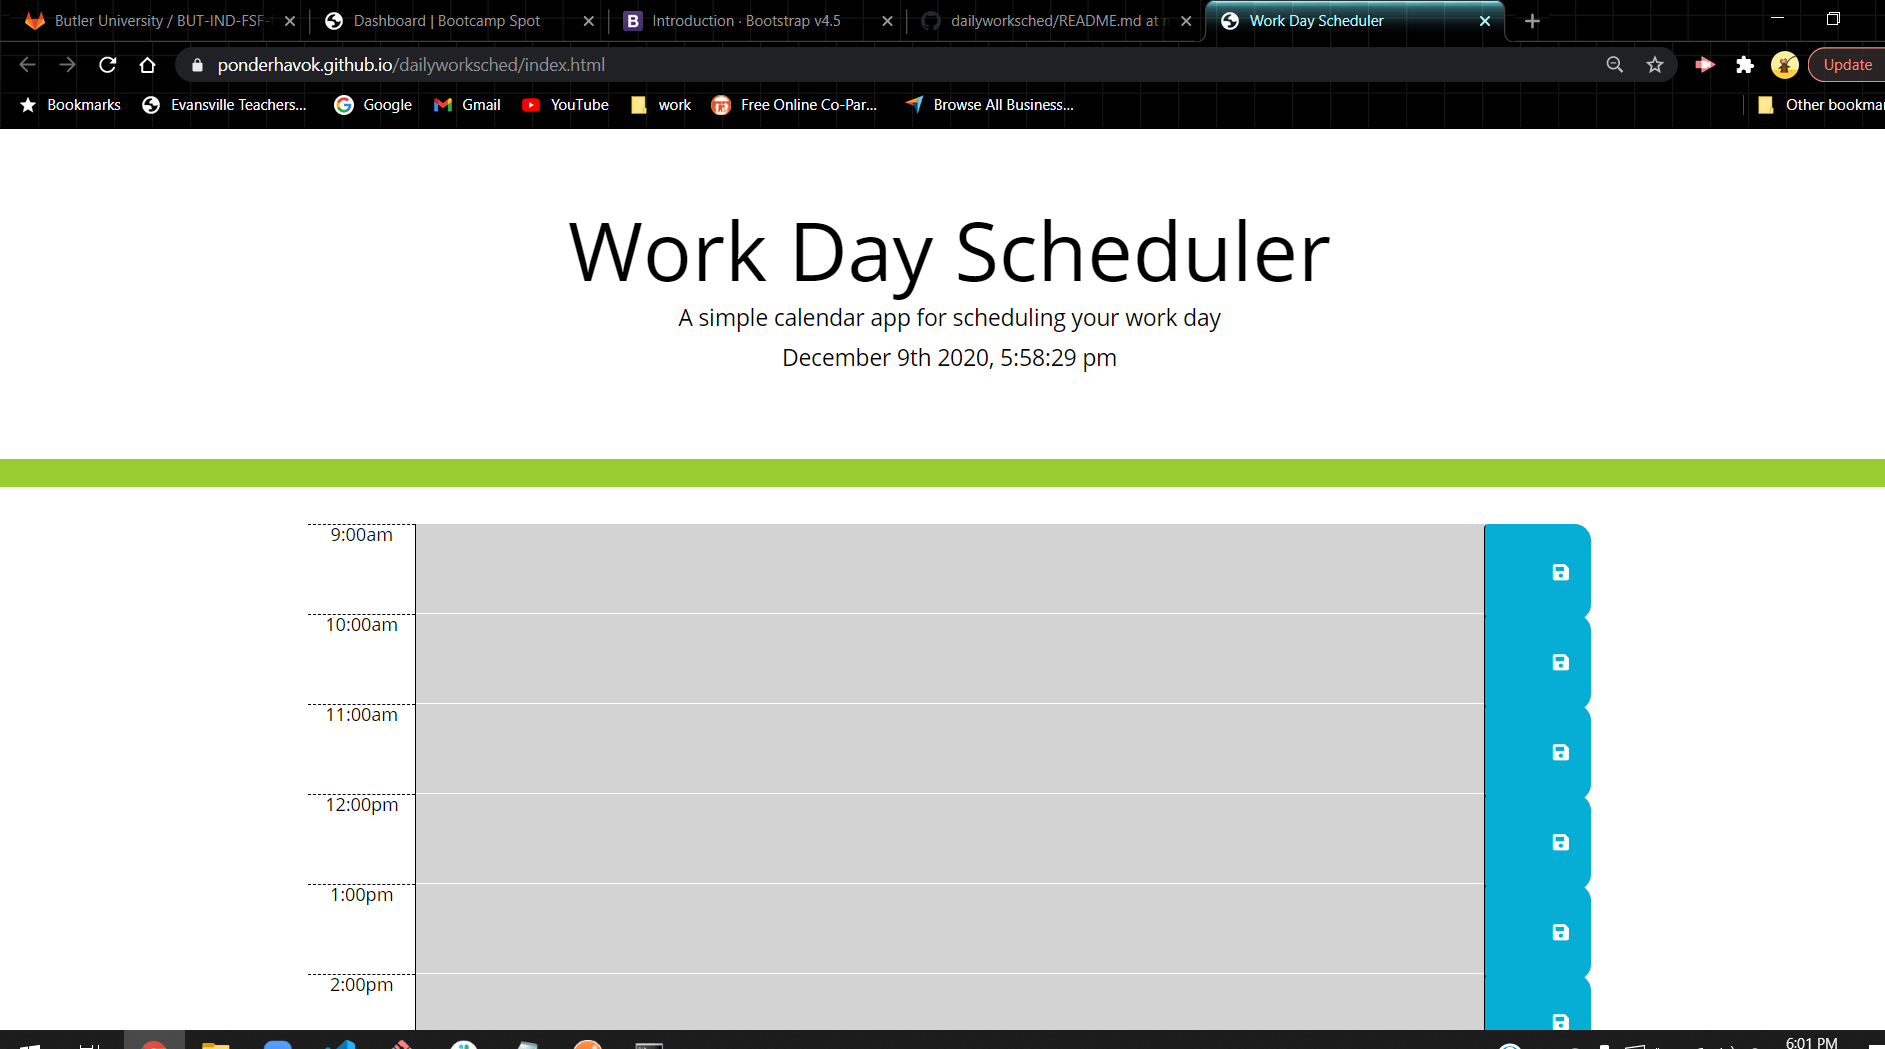 Butler University / BUT-IND-FSF-
Dashboard | Bootcamp Spot
B Introduction · Bootstrap v4.5
dailyworksched/README.md at
Work Day Scheduler
ponderhavok.github.io/dailyworksched/index.html
Update
Bookmarks
Evansville Teachers...
Google
Gmail
YouTube
work
Free Online Co-Par...
Browse All Business...
Other bookma
Work Day Scheduler
A simple calendar app for scheduling your work day
December 9th 2020, 5:58:29 pm
9:00am
10:00am
11:00am
12:00pm
1:00pm
2:00pm
6:01 PM